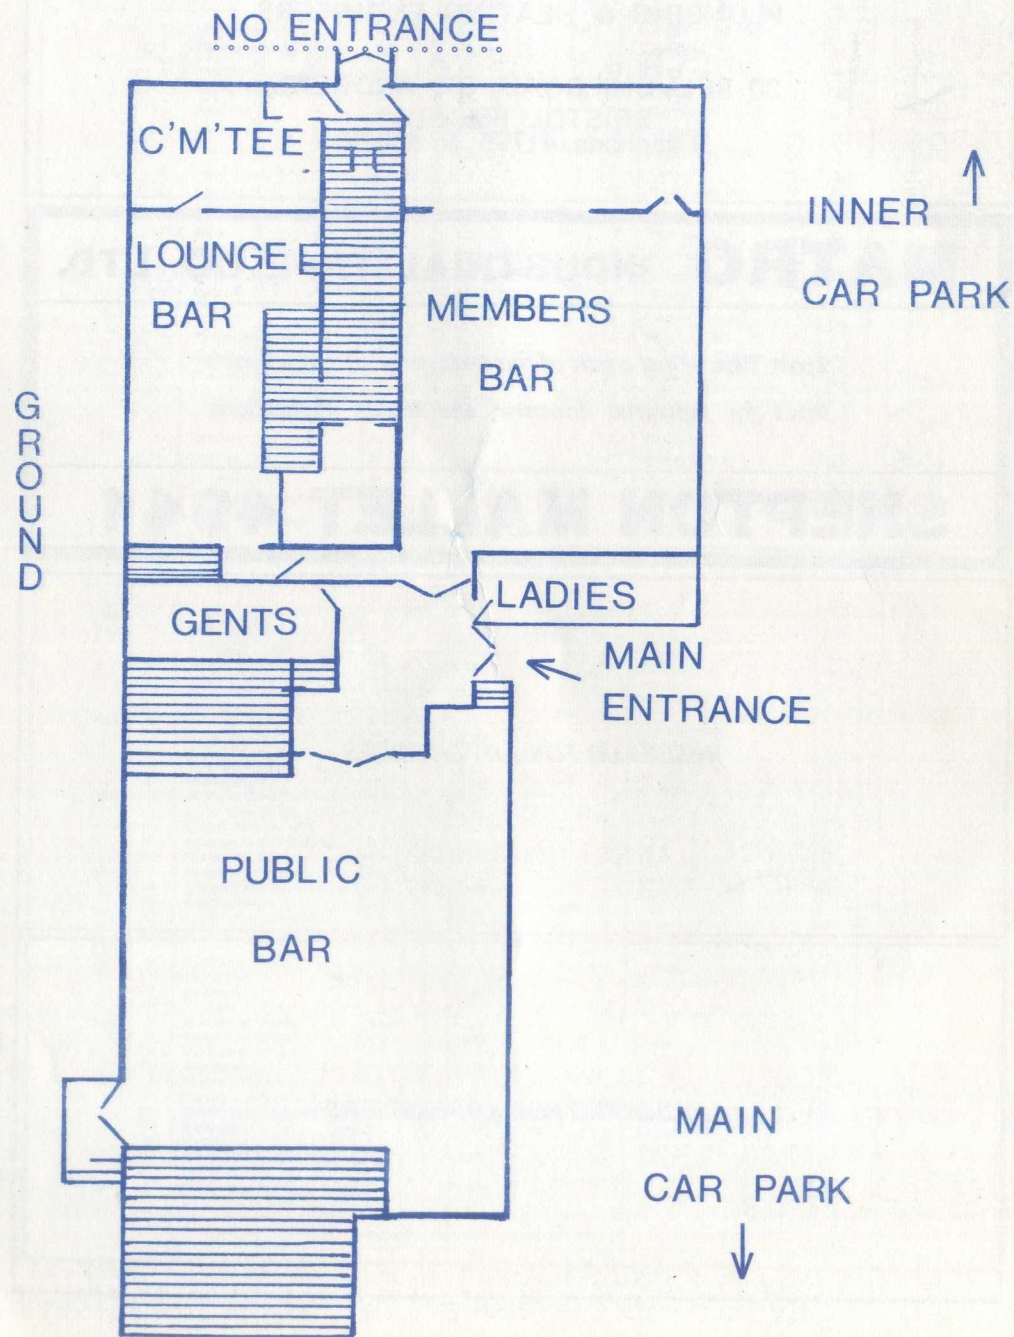 NO ENTRANCE
C'M'TEE
INNER
CAR PARK
LOUNGE
BAR
MEMBERS
BAR
GROUND
LADIES
GENTS
MAIN
ENTRANCE
PUBLIC
BAR
MAIN
CAR PARK